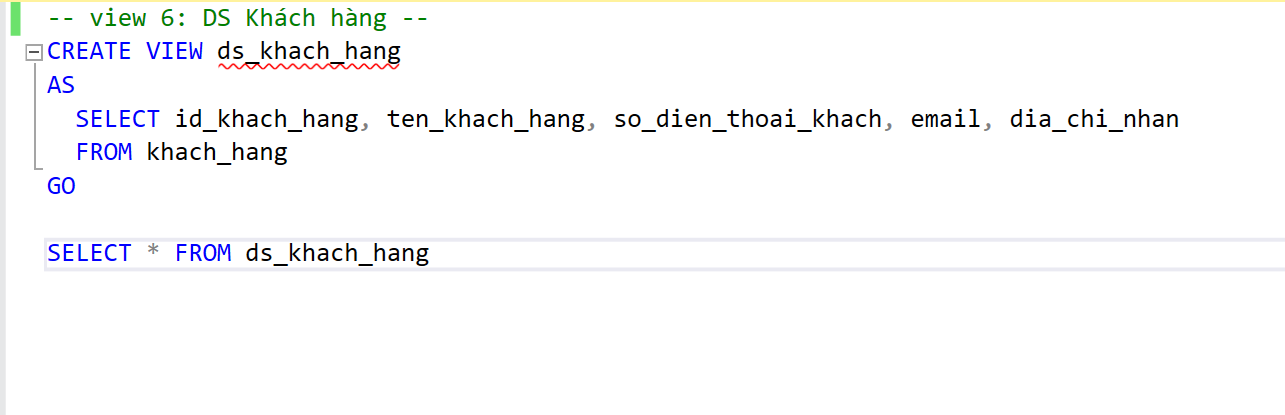 -- view 6: DS Khách hàng --
CREATE VIEW ds_khach_hang
AS
SELECT id_khach_hang, ten_khach_hang, so_dien_thoai_khach, email, dia_chi_nhan
FROM khach_hang
GO
SELECT * FROM ds_khach_hang